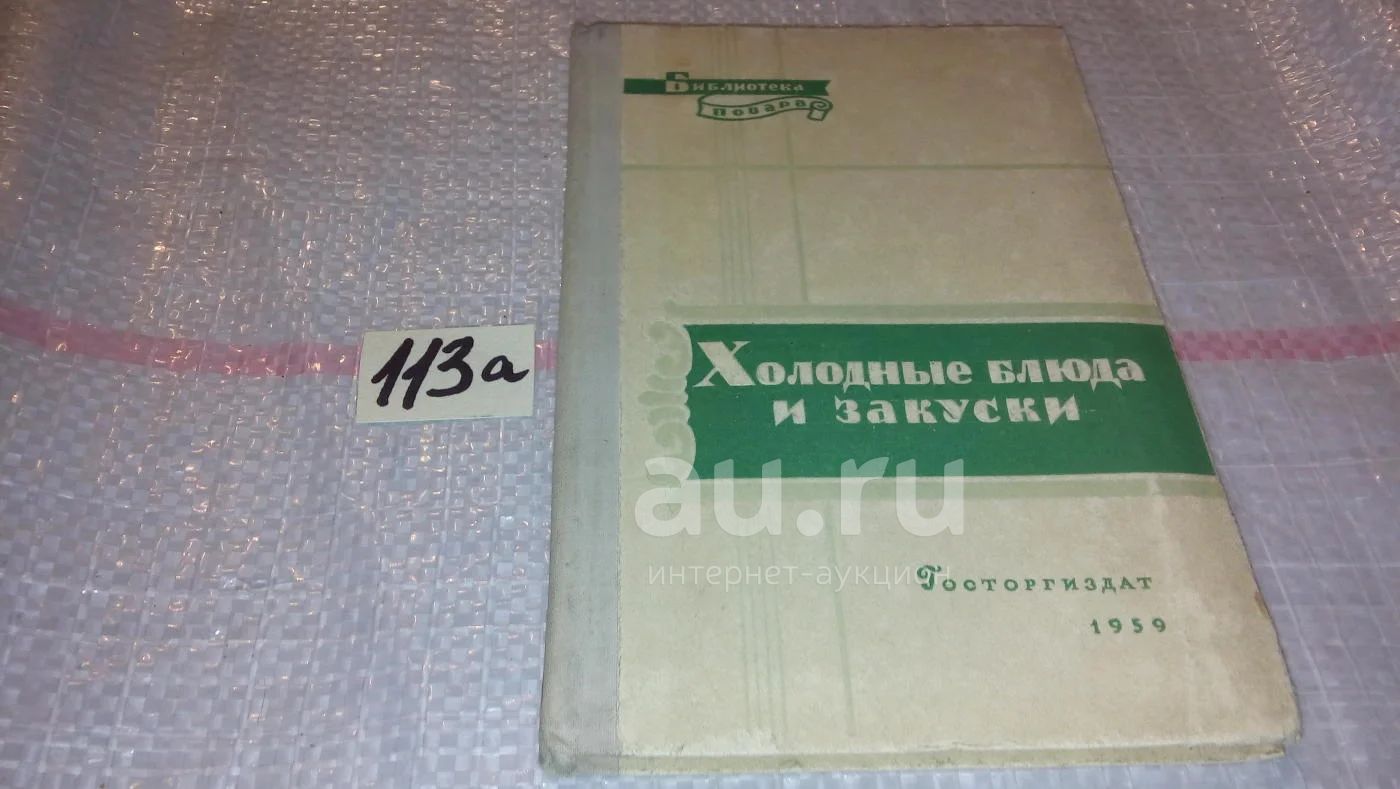 Библиотека
повара
113а
Холодные блюда
и закуски
au.ru
интернет-аукцион
Госторгиздат
1959